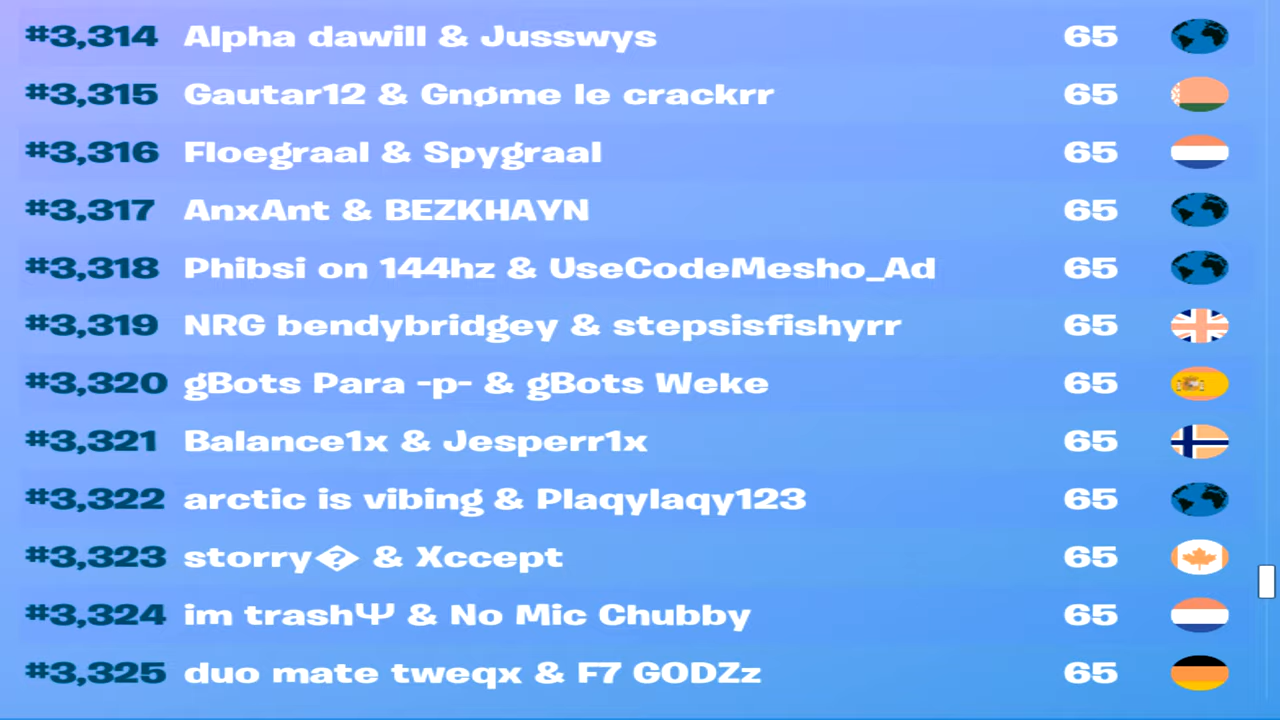 #3,314 Alpha dawill & Jusswys 65
#3,315 Gautar12 & Gnøme le crackrr 65
#3,316 Floegraal & Spygraal 65
#3,317 AnxAnt & BEZKHAYN 65
#3,318 Phibsi on 144hz & UseCodeMesho_Ad 65
#3,319 NRG bendybridgey & stepsisfishyrr 65
#3,320 gBots Para -p- & gBots Weke 65
#3,321 Balance1x & Jesperr1x 65
#3,322 arctic is vibing & Plaqylaqy123 65
#3,323 storry� & Xccept 65
#3,324 im trashΨ & No Mic Chubby 65
#3,325 duo mate tweqx & F7 GODZz 65